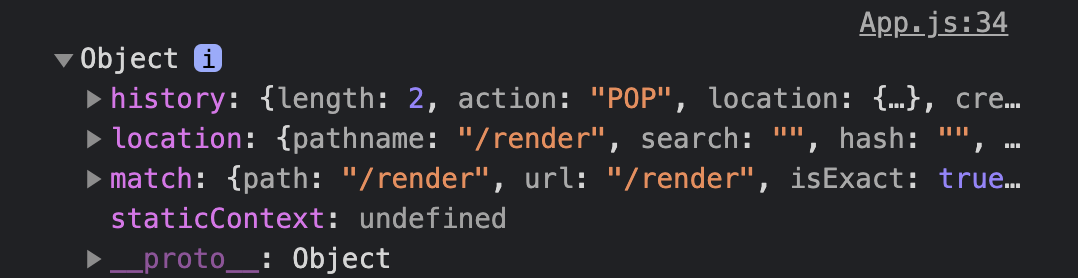 App.js:34
▼Object i
▶history: {length: 2, action: "POP", location: {…}, cre…
▶location: {pathname: "/render", search: "", hash: "", …
▶match: {path: "/render", url: "/render", isExact: true…
staticContext: undefined
▶__proto__: Object